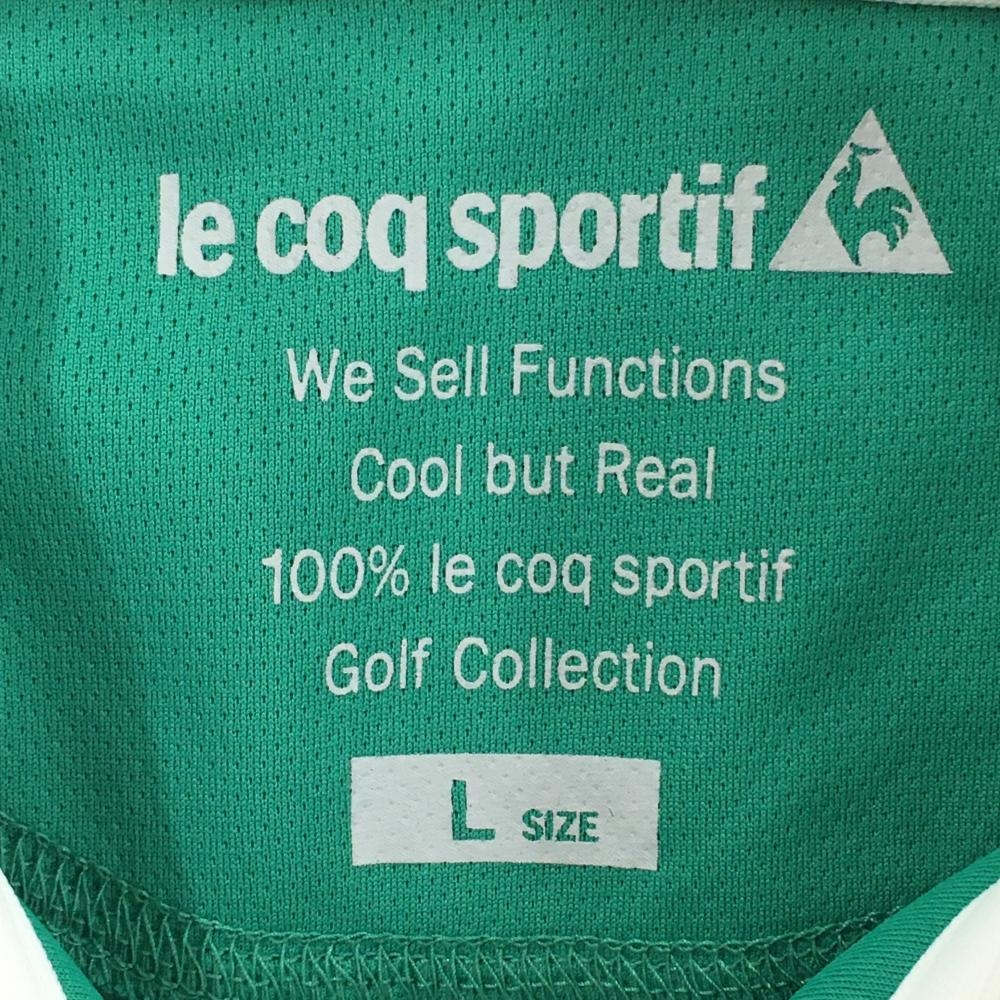 le coq sportif
We Sell Functions
Cool but Real
100% le coq sportif
Golf Collection
L SIZE